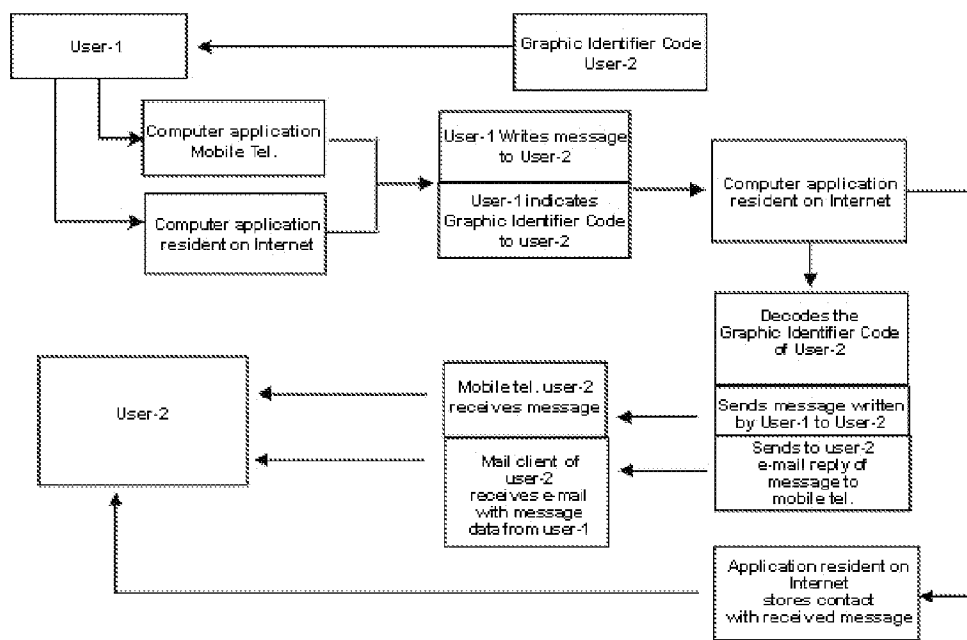 User-1
Graphic Identifier Code
User-2
Computer application
Mobile Tel.
Computer application
resident on Internet
User-1 Writes message
to User-2
User-1 indicates
Graphic Identifier Code
to user-2
Computer application
resident on Internet
Decodes the
Graphic Identifier Code
of User-2
Sends message written
by User-1 to User-2
Sends to user-2
e-mail reply of
message to
mobile tel.
Mobile tel. user-2
receives message
Mail client of
user-2
receives e-mail
with message
data from user-1
User-2
Application resident on
Internet
stores contact
with received message